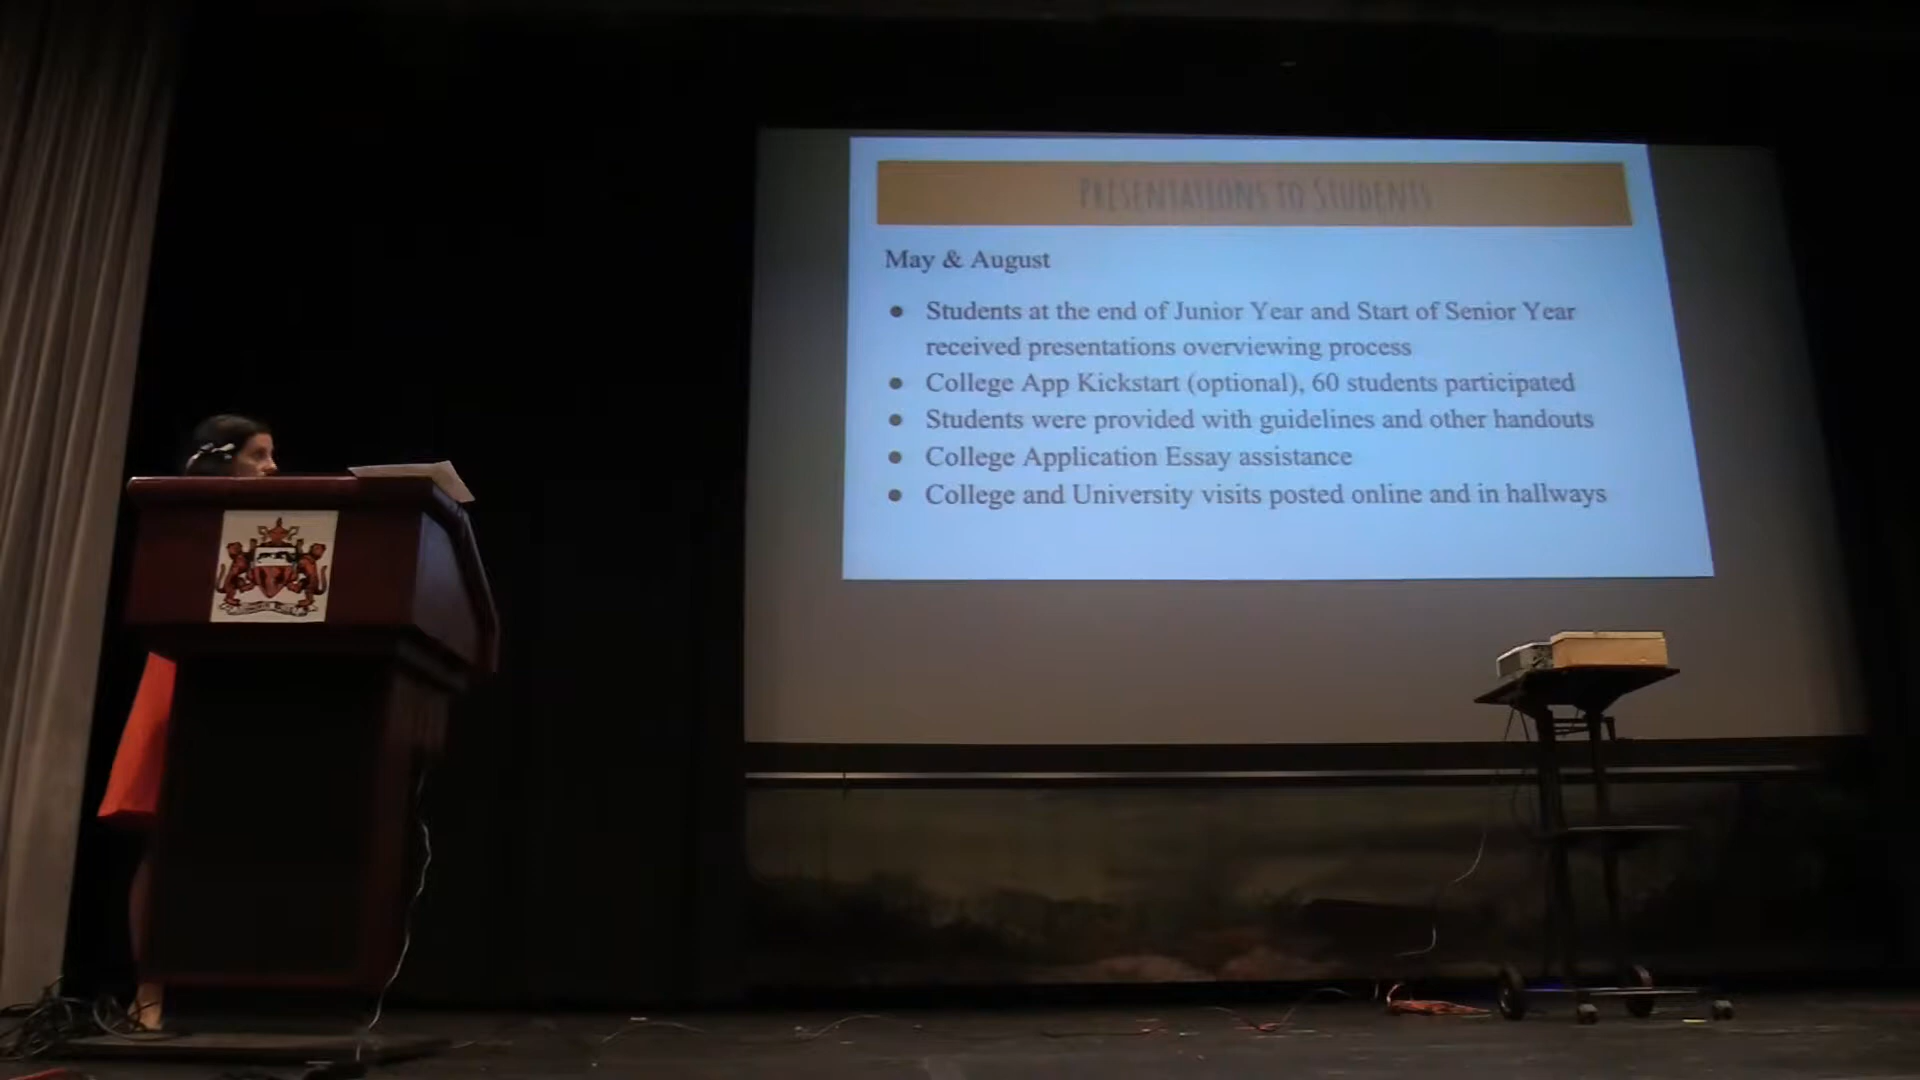 PRESENTATIONS TO STUDENTS
May & August
● Students at the end of Junior Year and Start of Senior Year
received presentations overviewing process
● College App Kickstart (optional), 60 students participated
● Students were provided with guidelines and other handouts
● College Application Essay assistance
● College and University visits posted online and in hallways